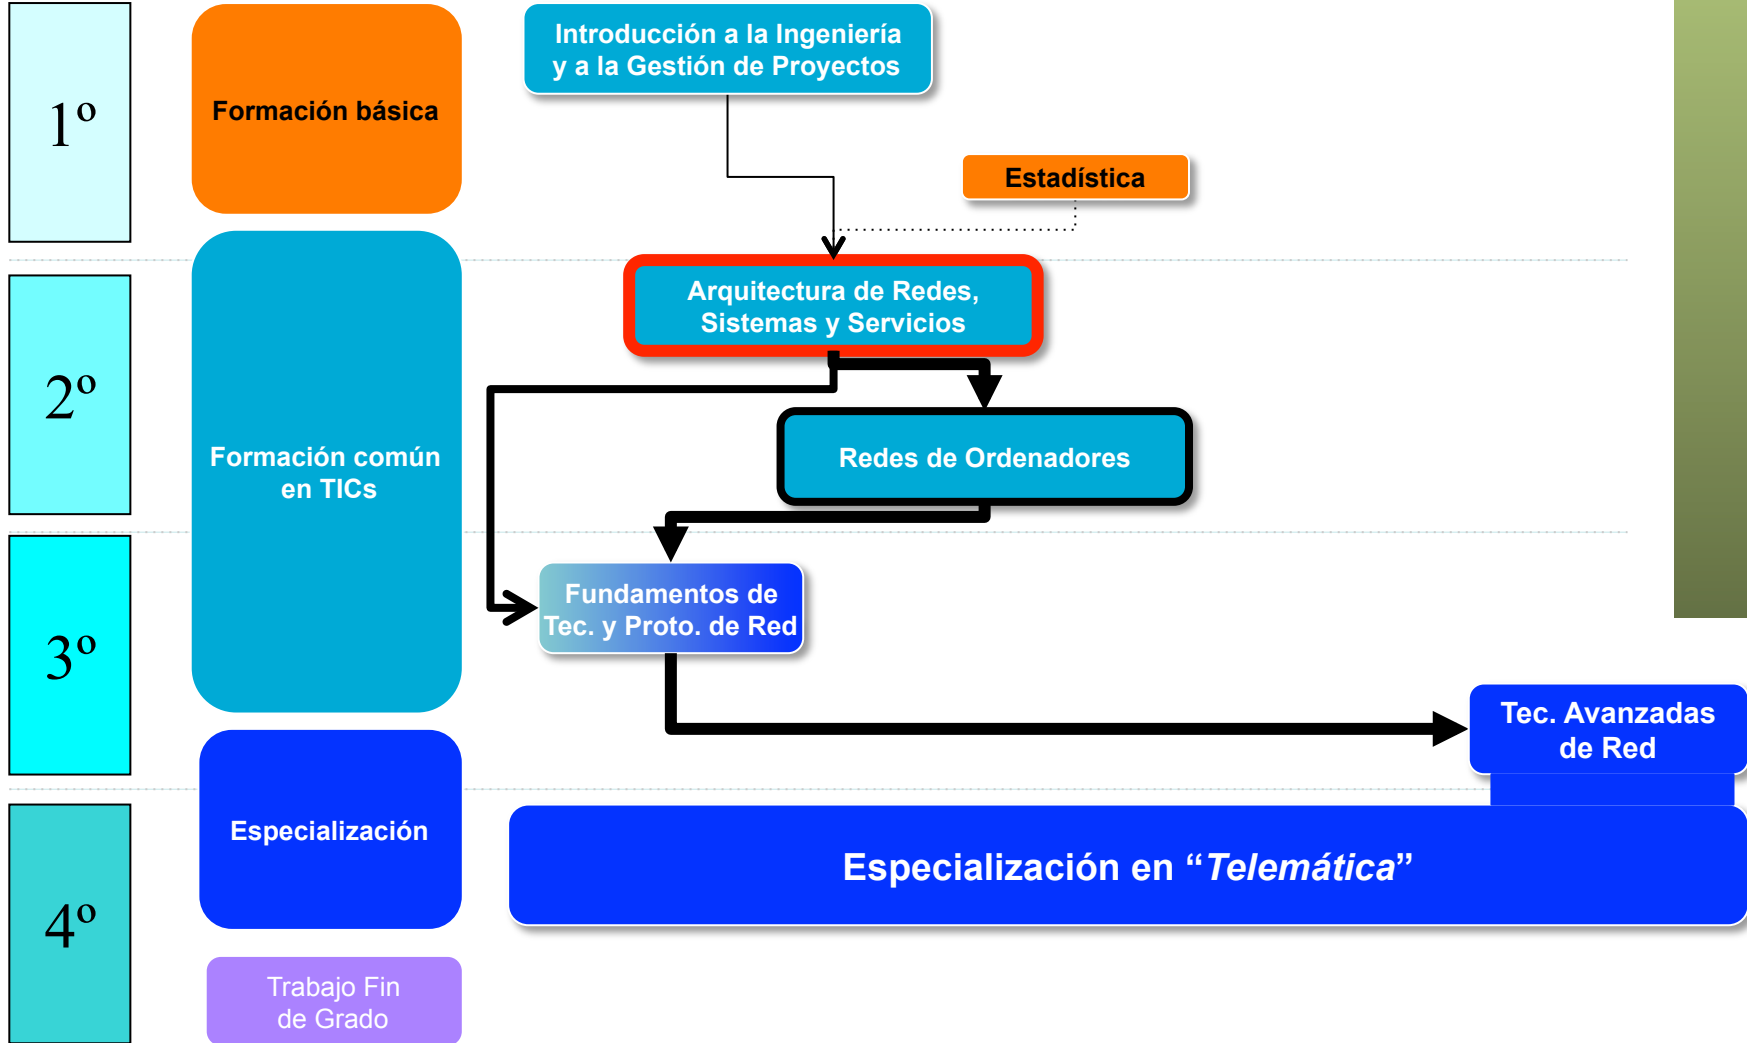 1º
Formación básica
Introducción a la Ingeniería
y a la Gestión de Proyectos
Estadística
2º
Formación común
en TICs
Arquitectura de Redes,
Sistemas y Servicios
Redes de Ordenadores
3º
Fundamentos de
Tec. y Proto. de Red
Tec. Avanzadas
de Red
4º
Especialización
Especialización en “Telemática”
Trabajo Fin
de Grado